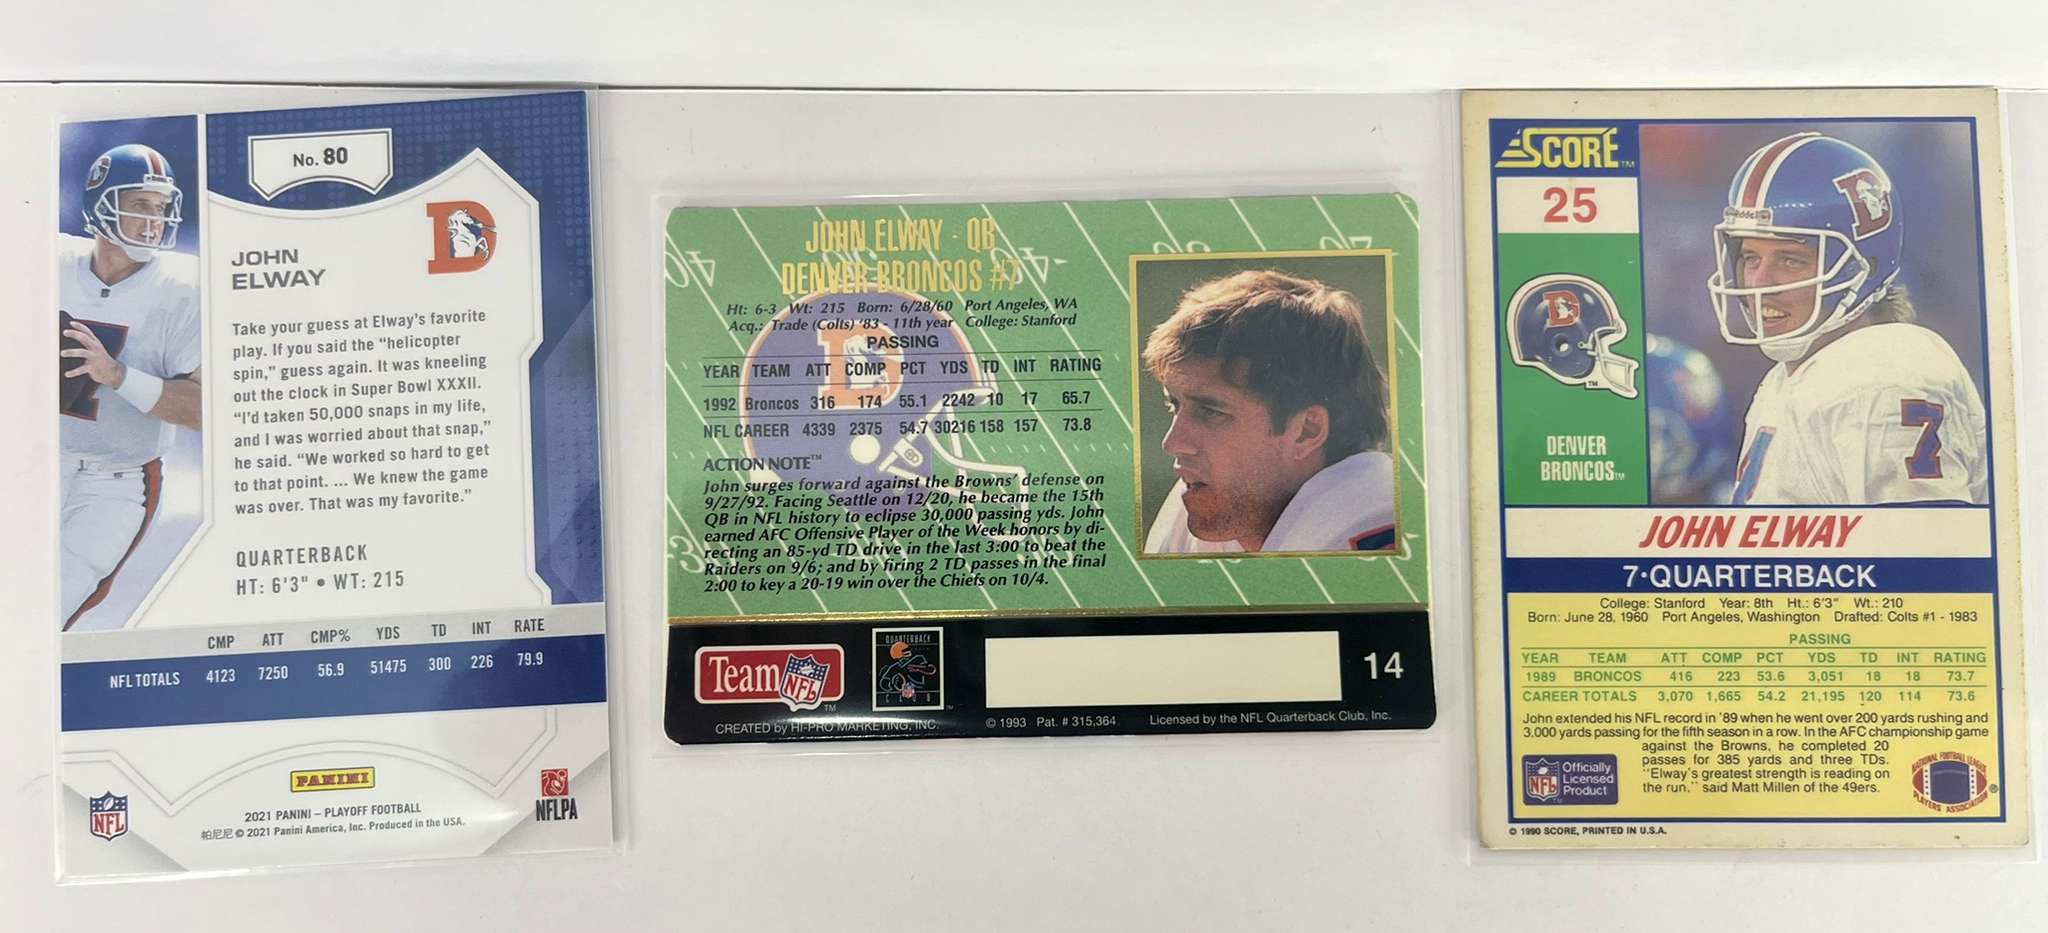 No. 80
JOHN
ELWAY
Take your guess at Elway's favorite
play. If you said the "helicopter
spin," guess again. It was kneeling
out the clock in Super Bowl XXXII.
"I'd taken 50,000 snaps in my life,
and I was worried about that snap,"
he said. "We worked so hard to get
to that point. ... We knew the game
was over. That was my favorite."
QUARTERBACK
HT: 6'3" • WT: 215
CMP ATT CMP% YDS TD INT RATE
NFL TOTALS 4123 7250 56.9 51475 300 226 79.9
PANINI
NFL
NFLPA
2021 PANINI – PLAYOFF FOOTBALL
帕尼尼 © 2021 Panini America, Inc. Produced in the USA.
JOHN ELWAY - QB
DENVER BRONCOS #7
Ht: 6-3 Wt: 215 Born: 6/28/60 Port Angeles, WA
Acq.: Trade (Colts) '83 - 11th year College: Stanford
PASSING
YEAR TEAM ATT COMP PCT YDS TD INT RATING
1992 Broncos 316 174 55.1 2242 10 17 65.7
NFL CAREER 4339 2375 54.7 30216 158 157 73.8
ACTION NOTE™
John surges forward against the Browns' defense on
9/27/92. Facing Seattle on 12/20, he became the 15th
QB in NFL history to eclipse 30,000 passing yds. John
earned AFC Offensive Player of the Week honors by di-
recting an 85-yd TD drive in the last 3:00 to beat the
Raiders on 9/6; and by firing 2 TD passes in the final
2:00 to key a 20-19 win over the Chiefs on 10/4.
Team NFL TM
QUARTERBACK
CLUB
14
CREATED by HI-PRO MARKETING, INC. © 1993 Pat. # 315,364 Licensed by the NFL Quarterback Club, Inc.
SCORE TM
25
TM
DENVER
BRONCOS TM
7
JOHN ELWAY
7·QUARTERBACK
College: Stanford Year: 8th Ht.: 6'3" Wt.: 210
Born: June 28, 1960 Port Angeles, Washington Drafted: Colts #1 - 1983
PASSING
YEAR TEAM ATT COMP PCT YDS TD INT RATING
1989 BRONCOS 416 223 53.6 3,051 18 18 73.7
CAREER TOTALS 3,070 1,665 54.2 21,195 120 114 73.6
John extended his NFL record in '89 when he went over 200 yards rushing and
3,000 yards passing for the fifth season in a row. In the AFC championship game
against the Browns, he completed 20
passes for 385 yards and three TDs.
"Elway's greatest strength is reading on
the run," said Matt Millen of the 49ers.
NFL
Officially
Licensed
Product
NATIONAL FOOTBALL LEAGUE
PLAYERS ASSOCIATION ®
© 1990 SCORE, PRINTED IN U.S.A.